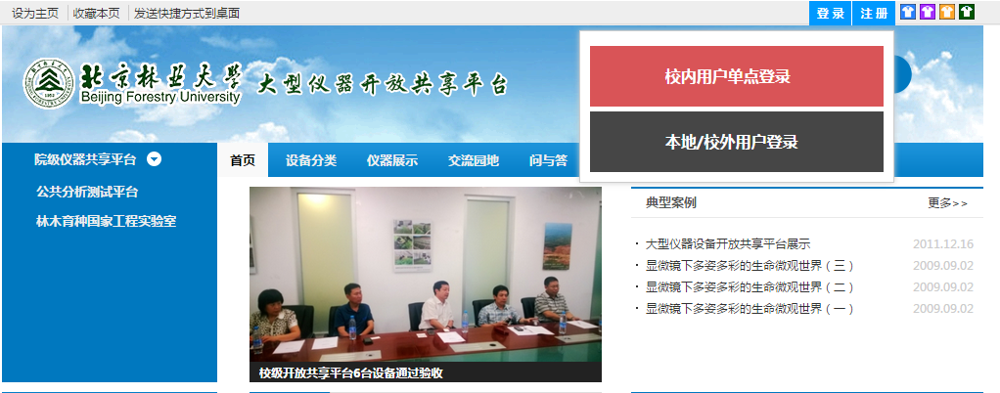 设为主页 收藏本页 发送快捷方式到桌面 登录 注册
北京林业大学 大型仪器开放共享平台
Beijing Forestry University
校内用户单点登录
本地/校外用户登录
院级仪器共享平台 首页 设备分类 仪器展示 交流园地 问与答
公共分析测试平台
林木育种国家工程实验室
典型案例 更多>>
· 大型仪器设备开放共享平台展示 2011.12.16
· 显微镜下多姿多彩的生命微观世界（三） 2009.09.02
· 显微镜下多姿多彩的生命微观世界（二） 2009.09.02
· 显微镜下多姿多彩的生命微观世界（一） 2009.09.02
校级开放共享平台6台设备通过验收